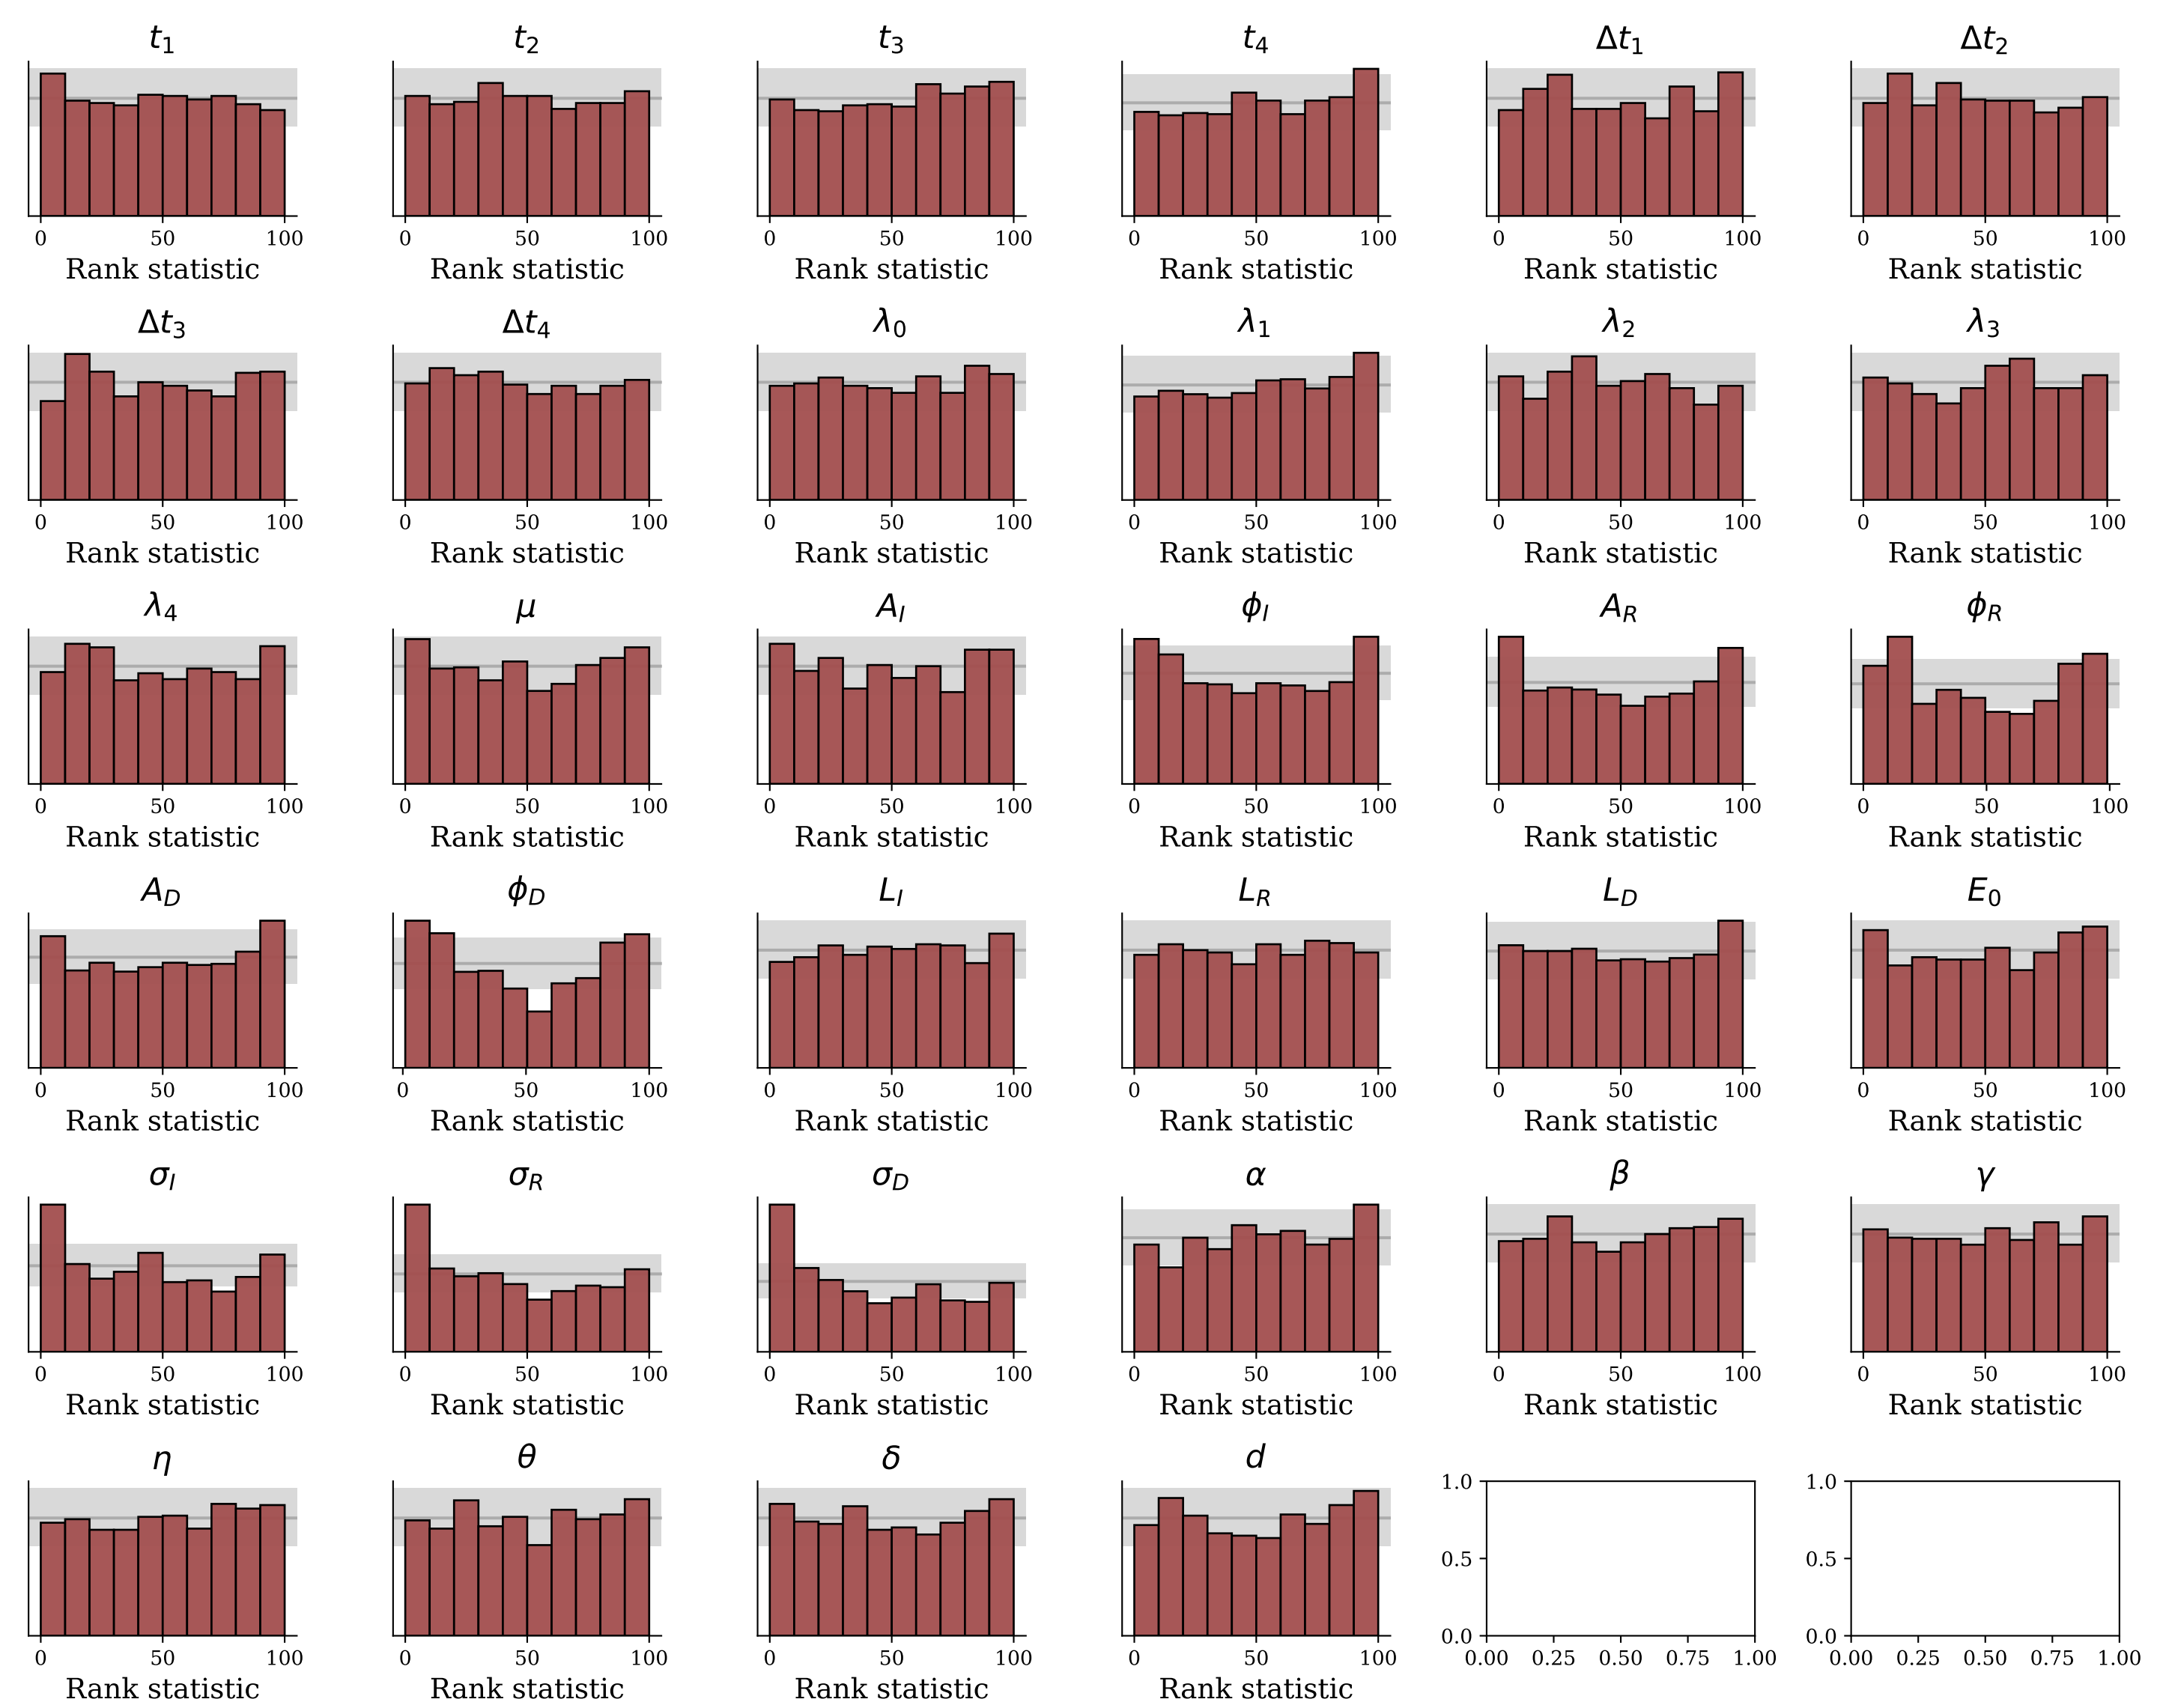 t₁ t₂ t₃ t₄ Δt₁ Δt₂
0 50 100 0 50 100 0 50 100 0 50 100 0 50 100 0 50 100
Rank statistic Rank statistic Rank statistic Rank statistic Rank statistic Rank statistic
Δt₃ Δt₄ λ₀ λ₁ λ₂ λ₃
0 50 100 0 50 100 0 50 100 0 50 100 0 50 100 0 50 100
Rank statistic Rank statistic Rank statistic Rank statistic Rank statistic Rank statistic
λ₄ μ A_I ϕ_I A_R ϕ_R
0 50 100 0 50 100 0 50 100 0 50 100 0 50 100 0 50 100
Rank statistic Rank statistic Rank statistic Rank statistic Rank statistic Rank statistic
A_D ϕ_D L_I L_R L_D E₀
0 50 100 0 50 100 0 50 100 0 50 100 0 50 100 0 50 100
Rank statistic Rank statistic Rank statistic Rank statistic Rank statistic Rank statistic
σ_I σ_R σ_D α β γ
0 50 100 0 50 100 0 50 100 0 50 100 0 50 100 0 50 100
Rank statistic Rank statistic Rank statistic Rank statistic Rank statistic Rank statistic
η θ δ d
1.0 1.0
0.5 0.5
0.0 0.0
0 50 100 0 50 100 0 50 100 0 50 100 0.00 0.25 0.50 0.75 1.00 0.00 0.25 0.50 0.75 1.00
Rank statistic Rank statistic Rank statistic Rank statistic